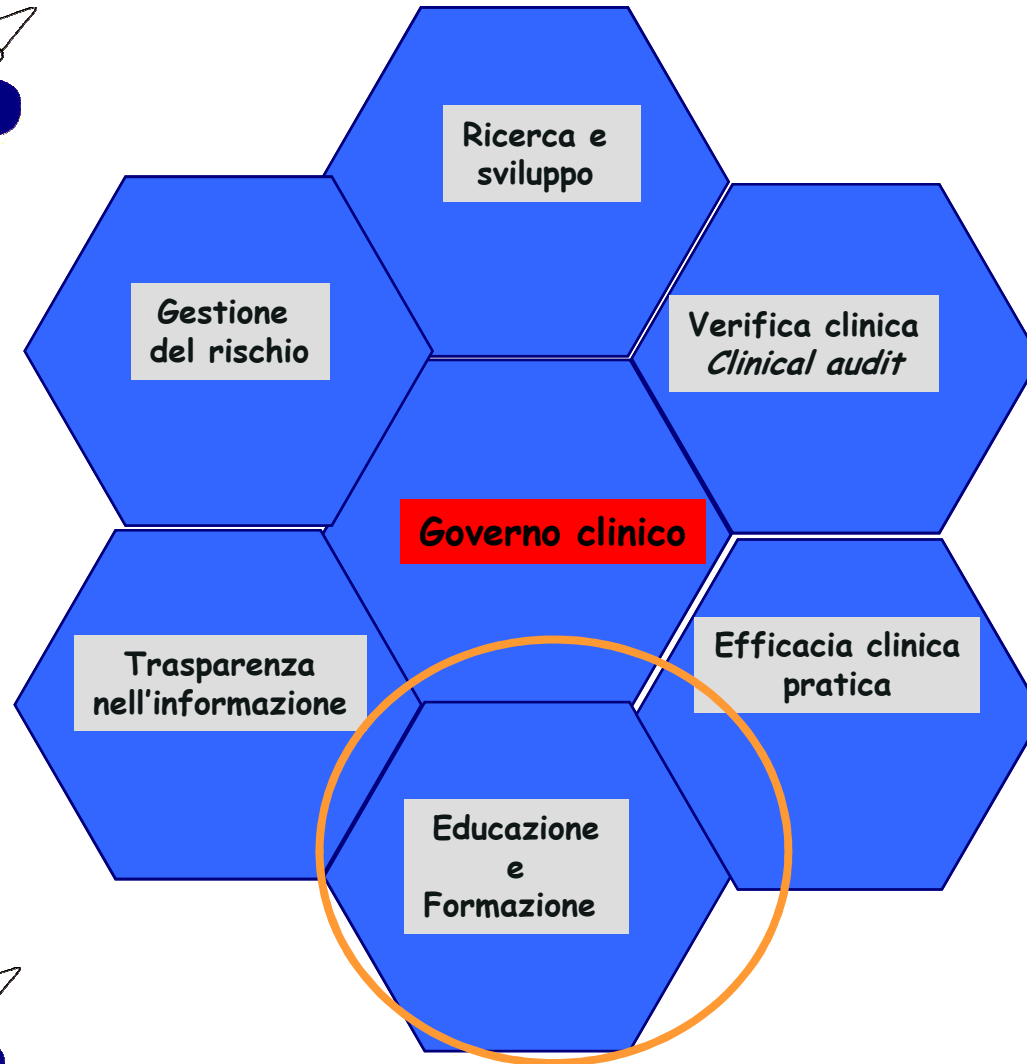 Ricerca e
sviluppo
Gestione
del rischio
Verifica clinica
Clinical audit
Governo clinico
Trasparenza
nell'informazione
Efficacia clinica
pratica
Educazione
e
Formazione